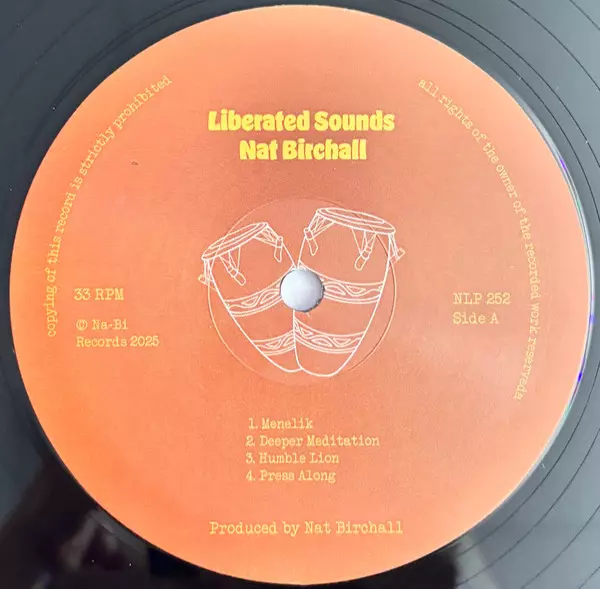 Liberated Sounds
Nat Birchall
copying of this record is strictly prohibited
all rights of the owner of the recorded work reserveds
33 RPM
© Na-Bi
Records 2025
NLP 252
Side A
1. Menelik
2. Deeper Meditation
3. Humble Lion
4. Press Along
Produced by Nat Birchall